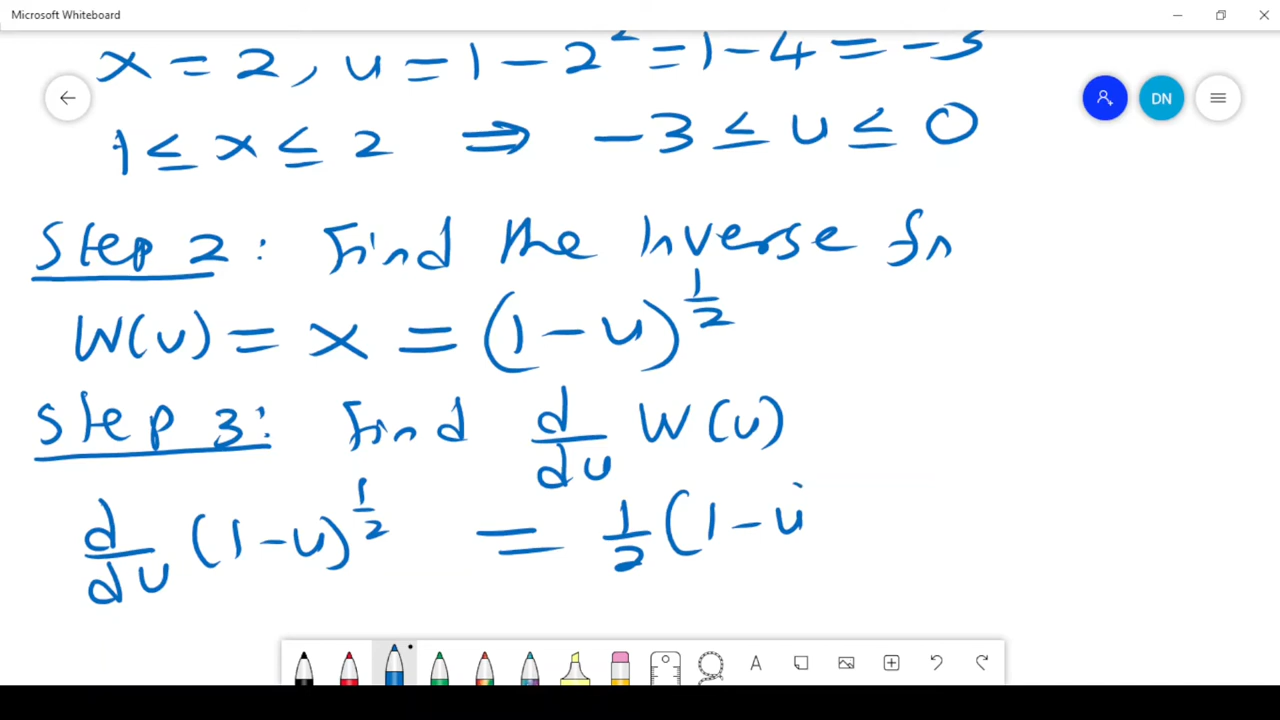 Microsoft Whiteboard
x = 2, u = 1 - 2² = 1 - 4 = -3
DN
1 ≤ x ≤ 2 ⇒ -3 ≤ u ≤ 0
Step 2: Find the Inverse fn
W(u) = x = (1 - u)^{1/2}
Step 3: Find d/du W(u)
d/du (1-u)^{1/2} = 1/2 (1-u
A